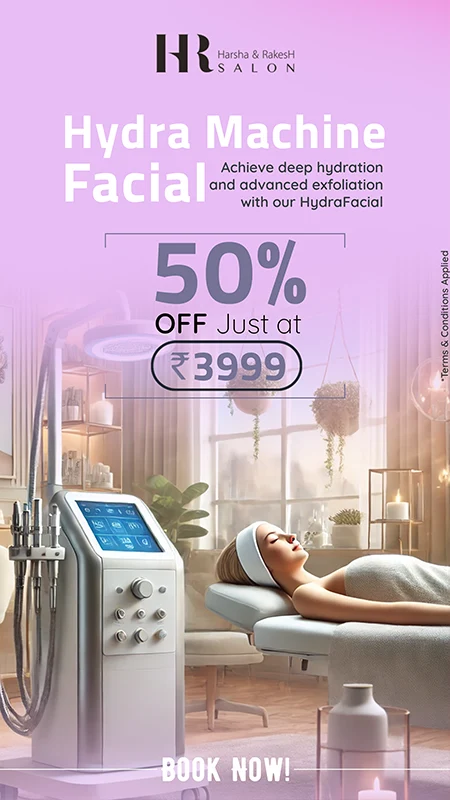 HR Harsha & RakesH
SALON
Hydra Machine
Facial
Achieve deep hydration
and advanced exfoliation
with our HydraFacial
50%
OFF Just at
₹3999
*Terms & Conditions Applied
BOOK NOW!